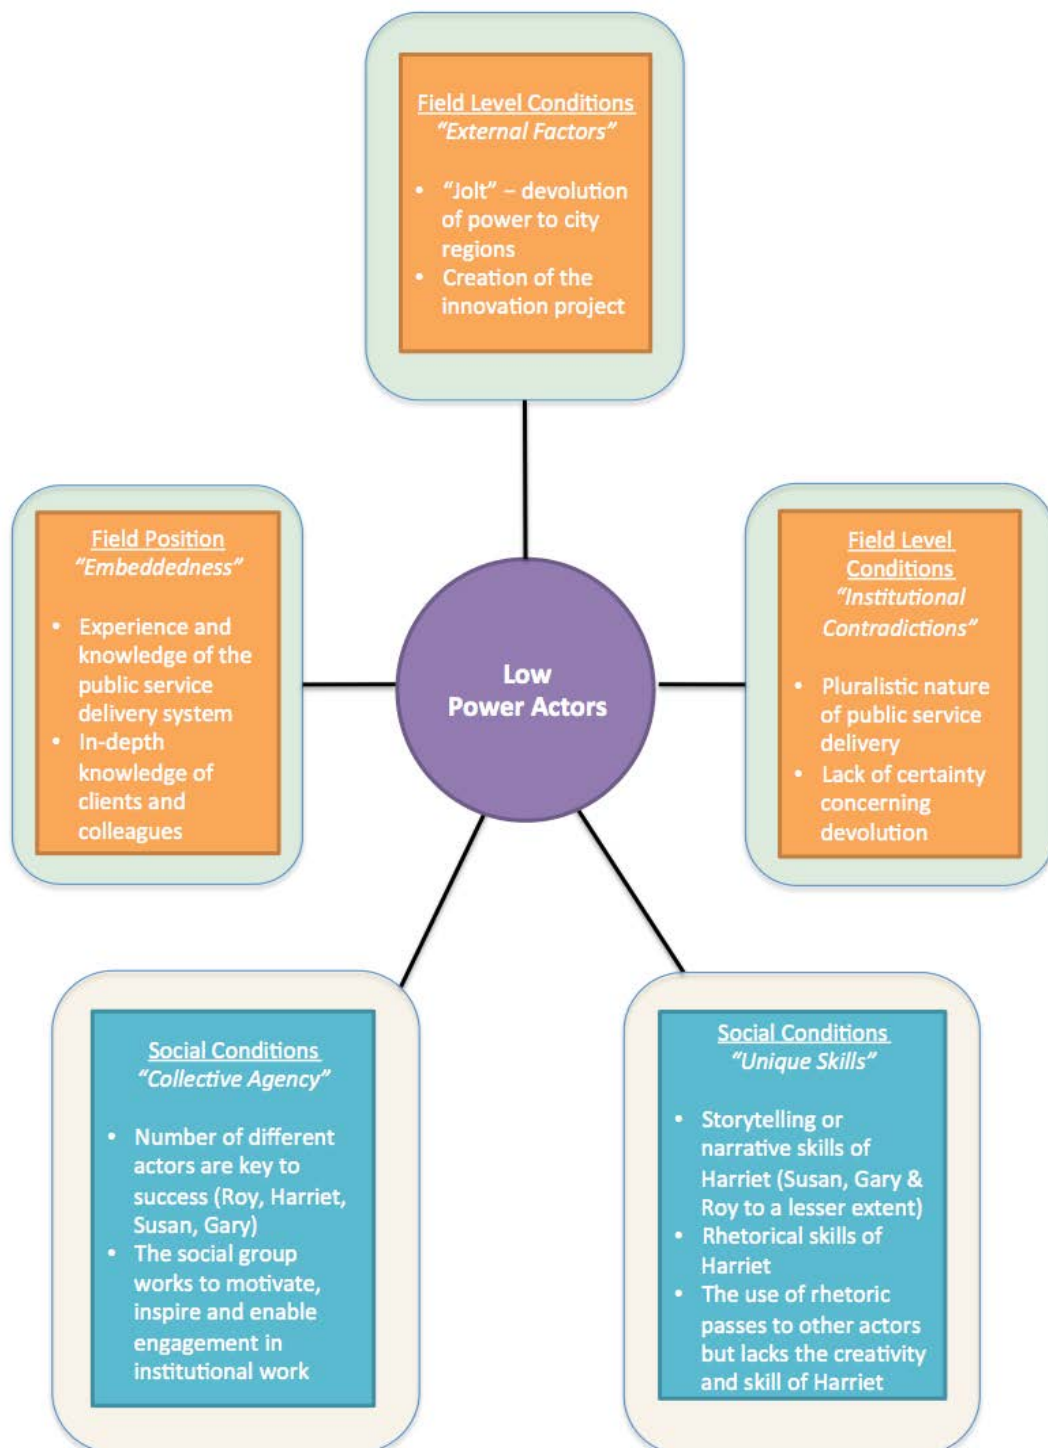 Field Level Conditions
“External Factors”
• “Jolt” – devolution
of power to city
regions
• Creation of the
innovation project
Field Position
“Embeddedness”
• Experience and
knowledge of the
public service
delivery system
• In-depth
knowledge of
clients and
colleagues
Low
Power Actors
Field Level
Conditions
“Institutional
Contradictions”
• Pluralistic nature
of public service
delivery
• Lack of certainty
concerning
devolution
Social Conditions
“Collective Agency”
• Number of different
actors are key to
success (Roy, Harriet,
Susan, Gary)
• The social group
works to motivate,
inspire and enable
engagement in
institutional work
Social Conditions
“Unique Skills”
• Storytelling or
narrative skills of
Harriet (Susan, Gary &
Roy to a lesser extent)
• Rhetorical skills of
Harriet
• The use of rhetoric
passes to other actors
but lacks the creativity
and skill of Harriet